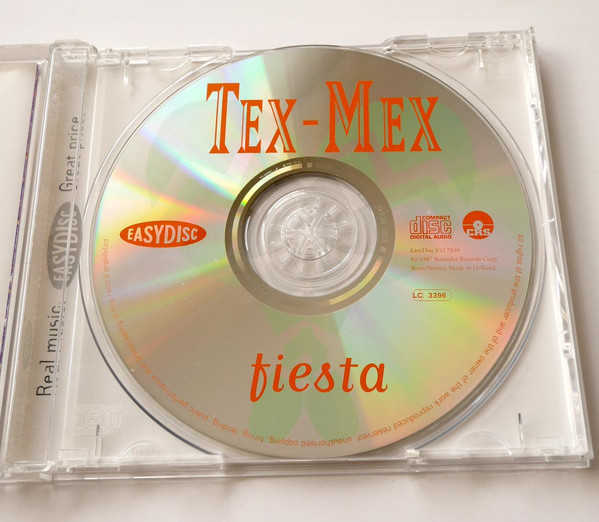 TEX-MEX
EASYDISC
COMPACT
disc
DIGITAL AUDIO
LC 3396
fiesta
All rights of the producer and of the owner of the work reproduced reserved. unauthorised copying, hiring, lending, public performance and broadcasting
Real music.
EASYDISC
Great price.